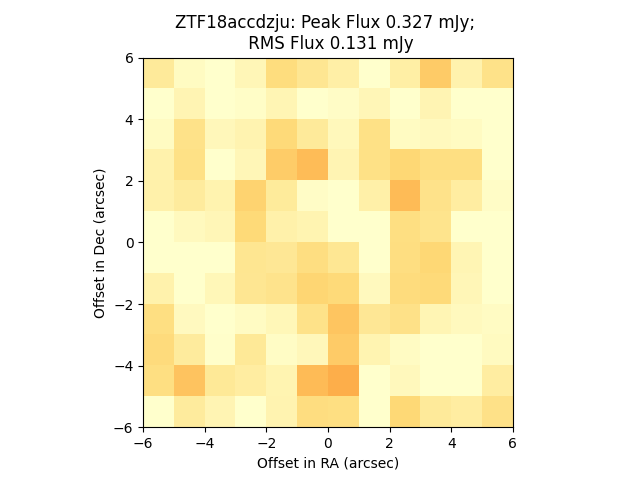 ZTF18accdzju: Peak Flux 0.327 mJy;
RMS Flux 0.131 mJy
6
4
2
0
−2
−4
−6
Offset in Dec (arcsec)
−6 −4 −2 0 2 4 6
Offset in RA (arcsec)